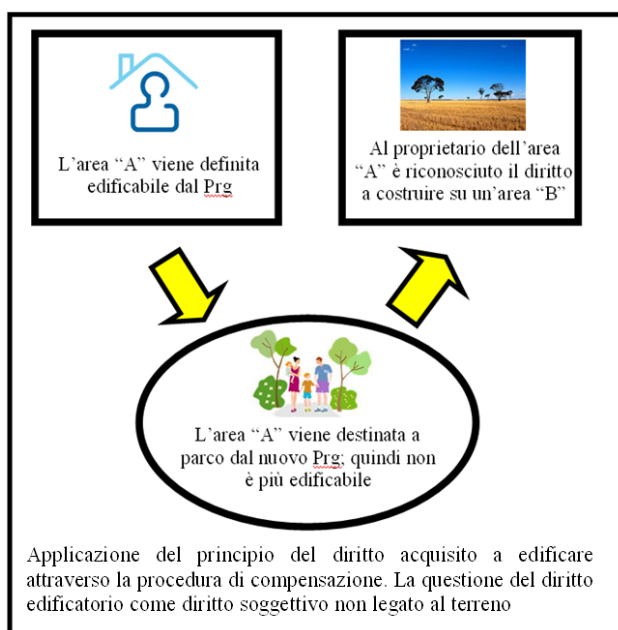 L'area "A" viene definita
edificabile dal Prg
Al proprietario dell'area
"A" è riconosciuto il diritto
a costruire su un'area "B"
L'area "A" viene destinata a
parco dal nuovo Prg; quindi non
è più edificabile
Applicazione del principio del diritto acquisito a edificare
attraverso la procedura di compensazione. La questione del diritto
edificatorio come diritto soggettivo non legato al terreno